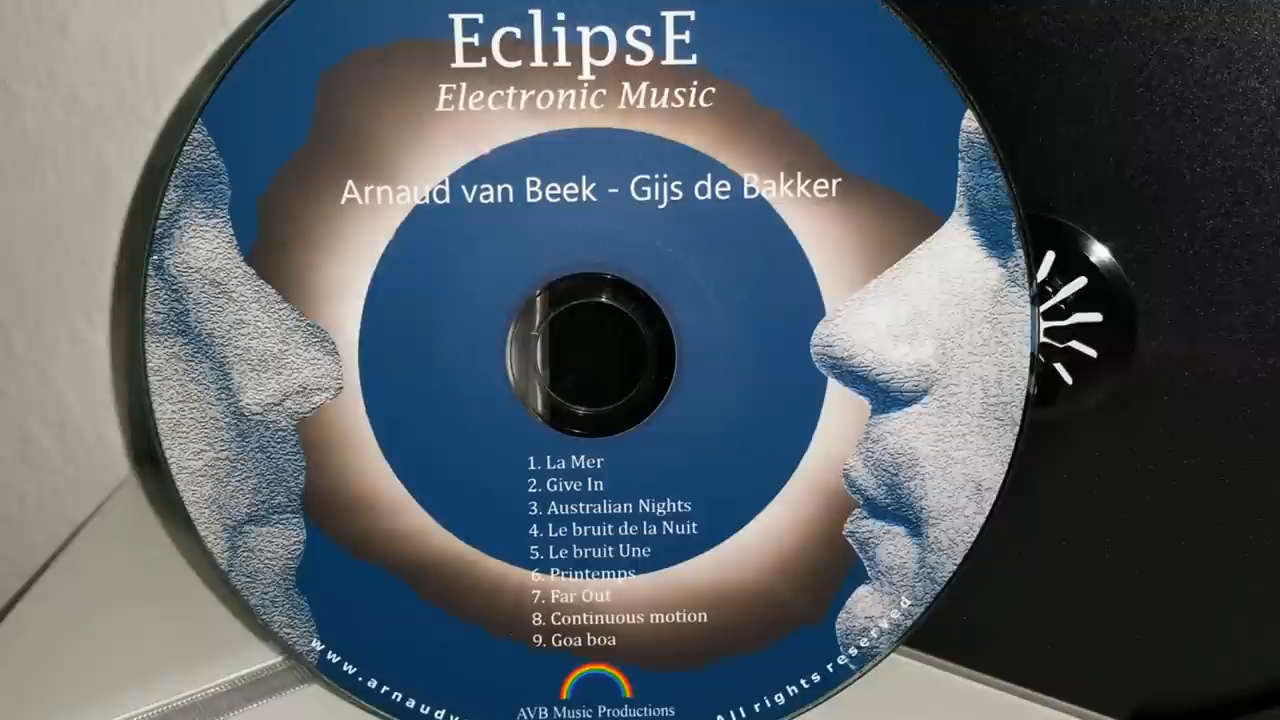 EclipsE
Electronic Music
Arnaud van Beek - Gijs de Bakker
1. La Mer
2. Give In
3. Australian Nights
4. Le bruit de la Nuit
5. Le bruit Une
6. Printemps
7. Far Out
8. Continuous motion
9. Goa boa
www.arnaudv
AVB Music Productions
All rights reserved